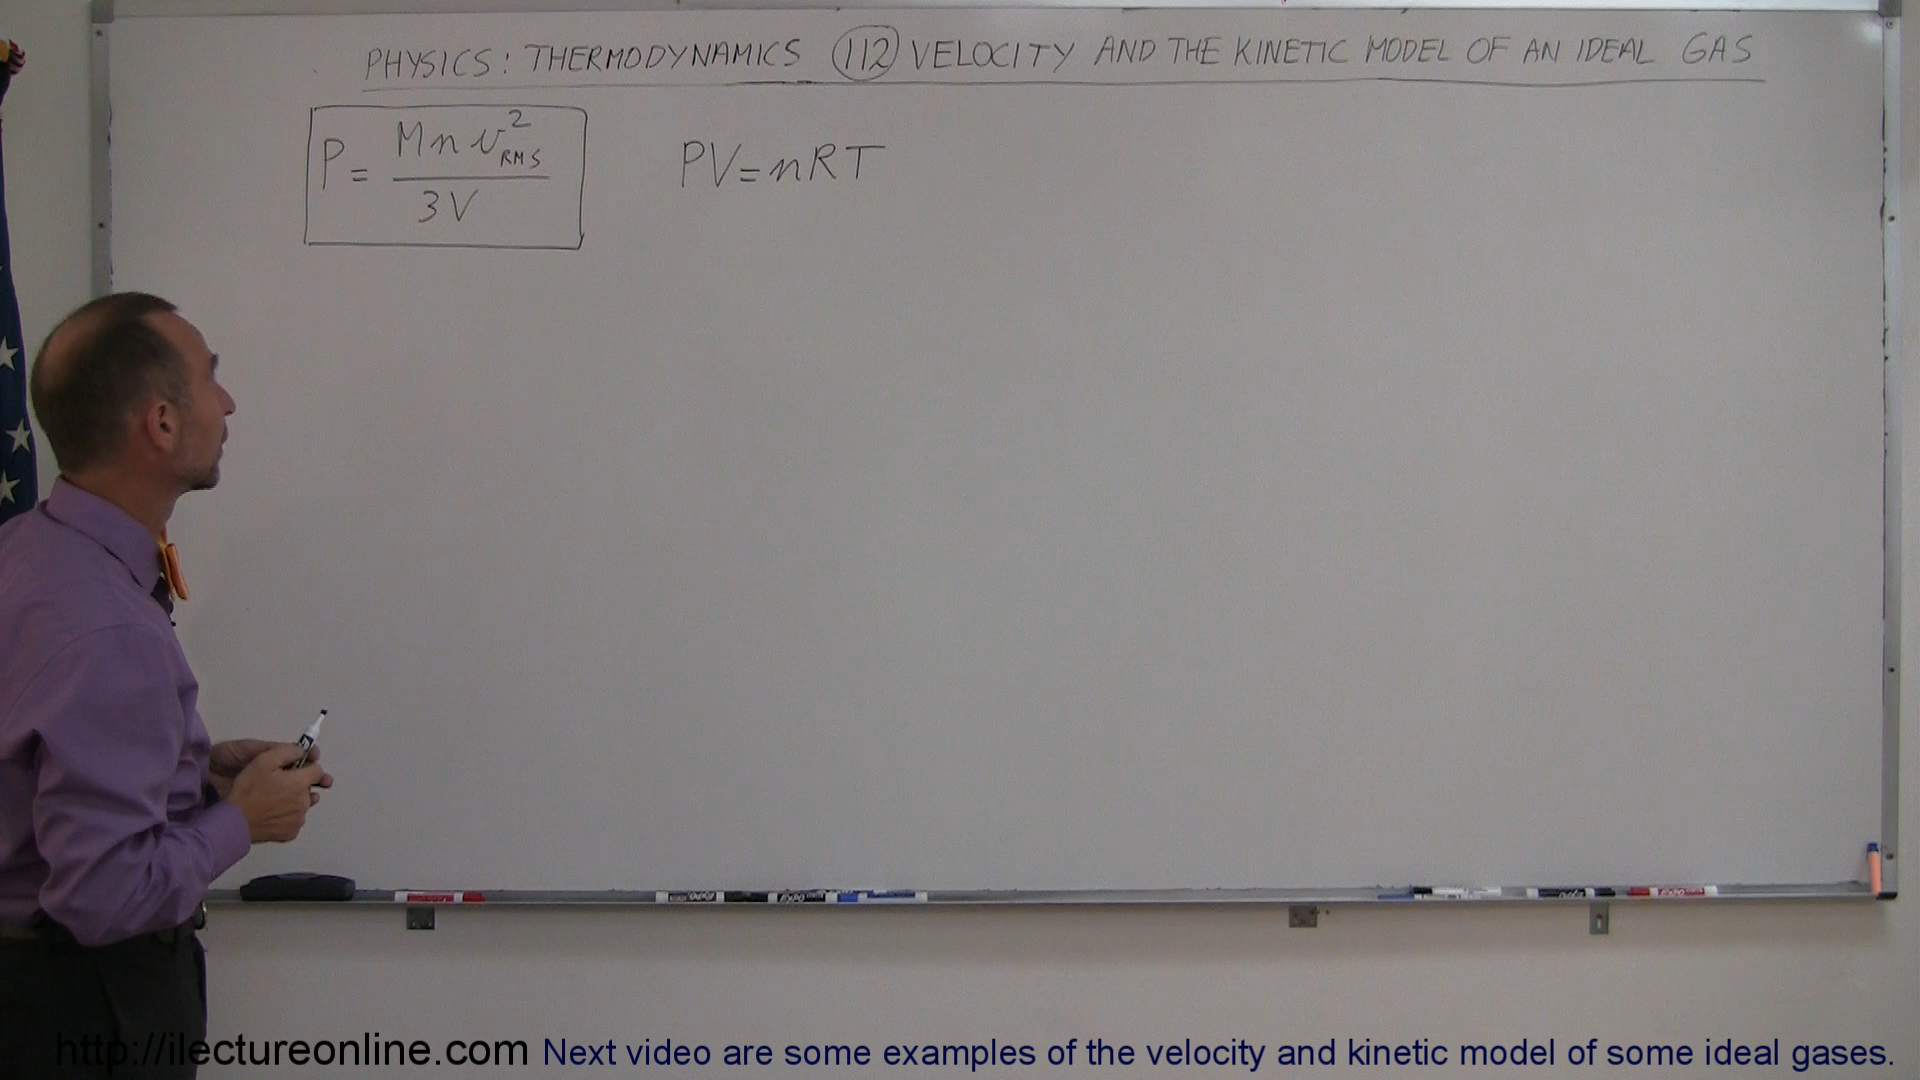 PHYSICS: THERMODYNAMICS 112 VELOCITY AND THE KINETIC MODEL OF AN IDEAL GAS
P = M n v²RMS / 3V
PV = nRT
http://ilectureonline.com Next video are some examples of the velocity and kinetic model of some ideal gases.